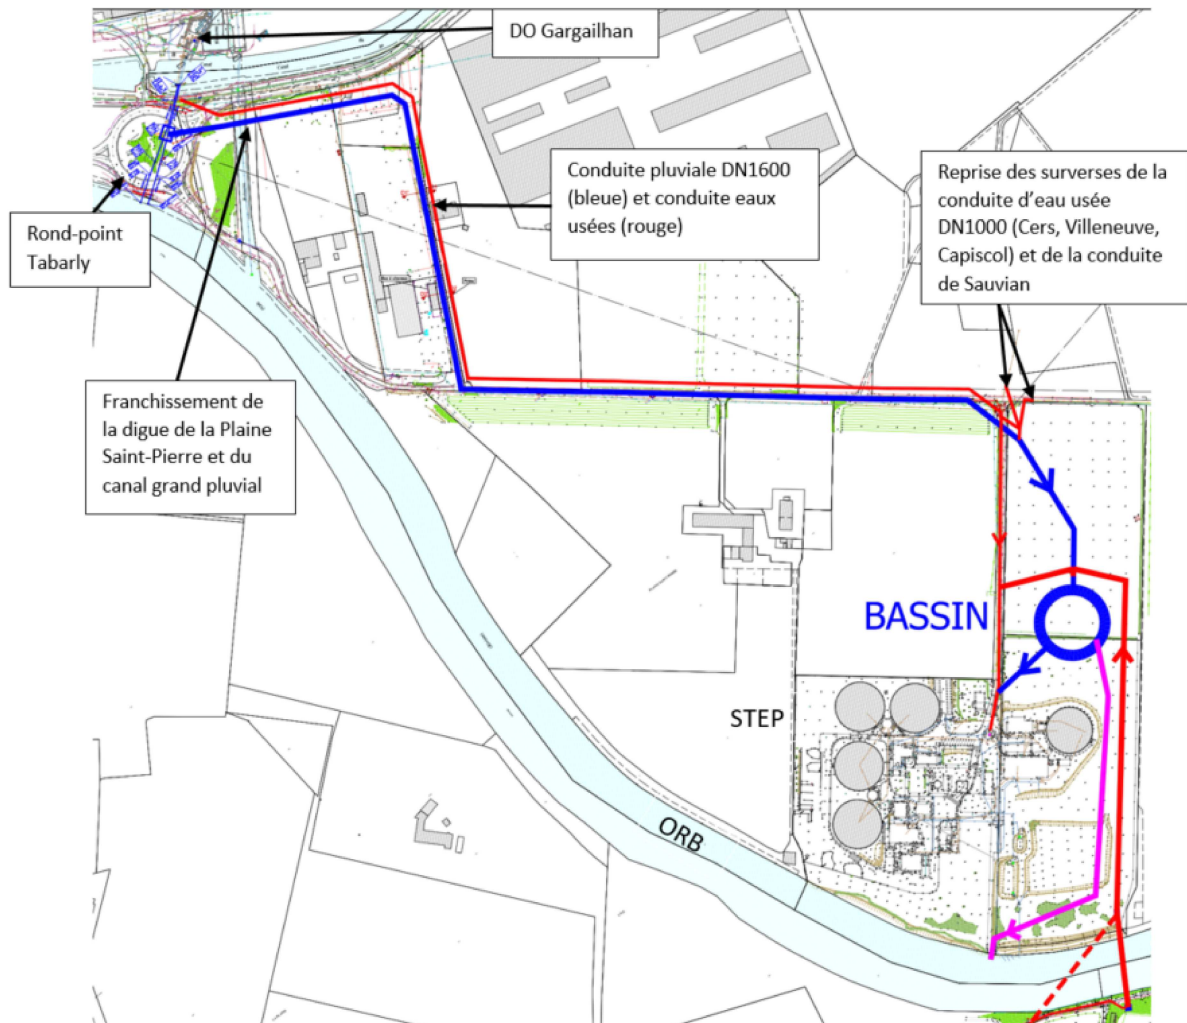 DO Gargailhan
Conduite pluviale DN1600
(bleue) et conduite eaux
usées (rouge)
Reprise des surverses de la
conduite d'eau usée
DN1000 (Cers, Villeneuve,
Capiscol) et de la conduite
de Sauvian
Rond-point
Tabarly
Franchissement de
la digue de la Plaine
Saint-Pierre et du
canal grand pluvial
BASSIN
STEP
ORB